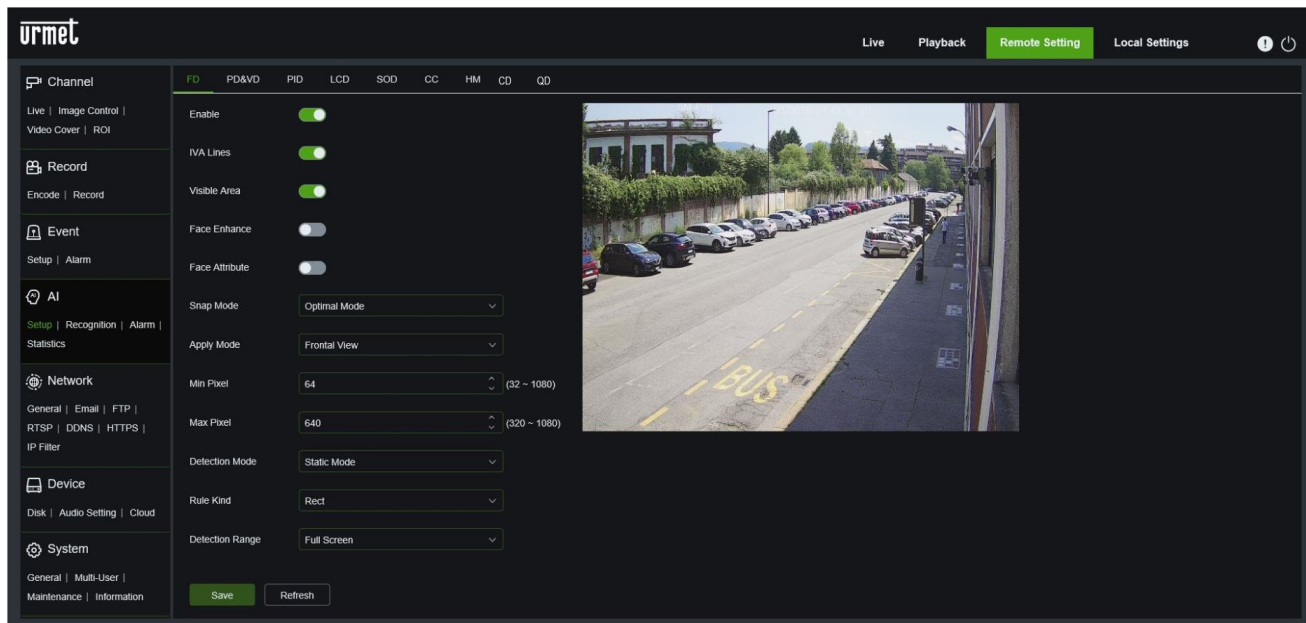 urmet
Live Playback Remote Setting Local Settings
Channel
Live | Image Control |
Video Cover | ROI
Record
Encode | Record
Event
Setup | Alarm
AI
Setup | Recognition | Alarm |
Statistics
Network
General | Email | FTP |
RTSP | DDNS | HTTPS |
IP Filter
Device
Disk | Audio Setting | Cloud
System
General | Multi-User |
Maintenance | Information
FD PD&VD PID LCD SOD CC HM CD QD
Enable
IVA Lines
Visible Area
Face Enhance
Face Attribute
Snap Mode Optimal Mode
Apply Mode Frontal View
Min Pixel 64 (32 ~ 1080)
Max Pixel 640 (320 ~ 1080)
Detection Mode Static Mode
Rule Kind Rect
Detection Range Full Screen
Save Refresh
BUS